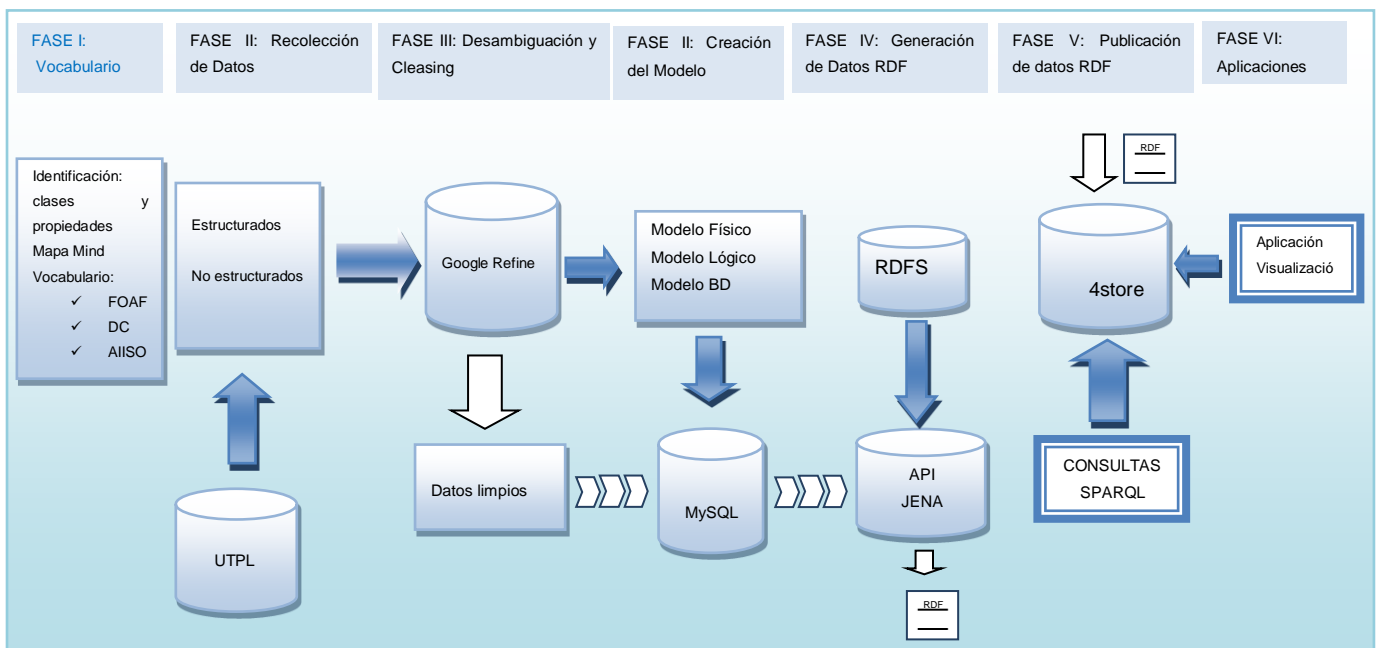 FASE I:
Vocabulario
FASE II: Recolección
de Datos
FASE III: Desambiguación y
Cleasing
FASE II: Creación
del Modelo
FASE IV: Generación
de Datos RDF
FASE V: Publicación
de datos RDF
FASE VI:
Aplicaciones
Identificación:
clases y
propiedades
Mapa Mind
Vocabulario:
✓ FOAF
✓ DC
✓ AIISO
Estructurados
No estructurados
UTPL
Google Refine
Datos limpios
Modelo Físico
Modelo Lógico
Modelo BD
MySQL
RDFS
API
JENA
RDF
RDF
4store
CONSULTAS
SPARQL
Aplicación
Visualizació